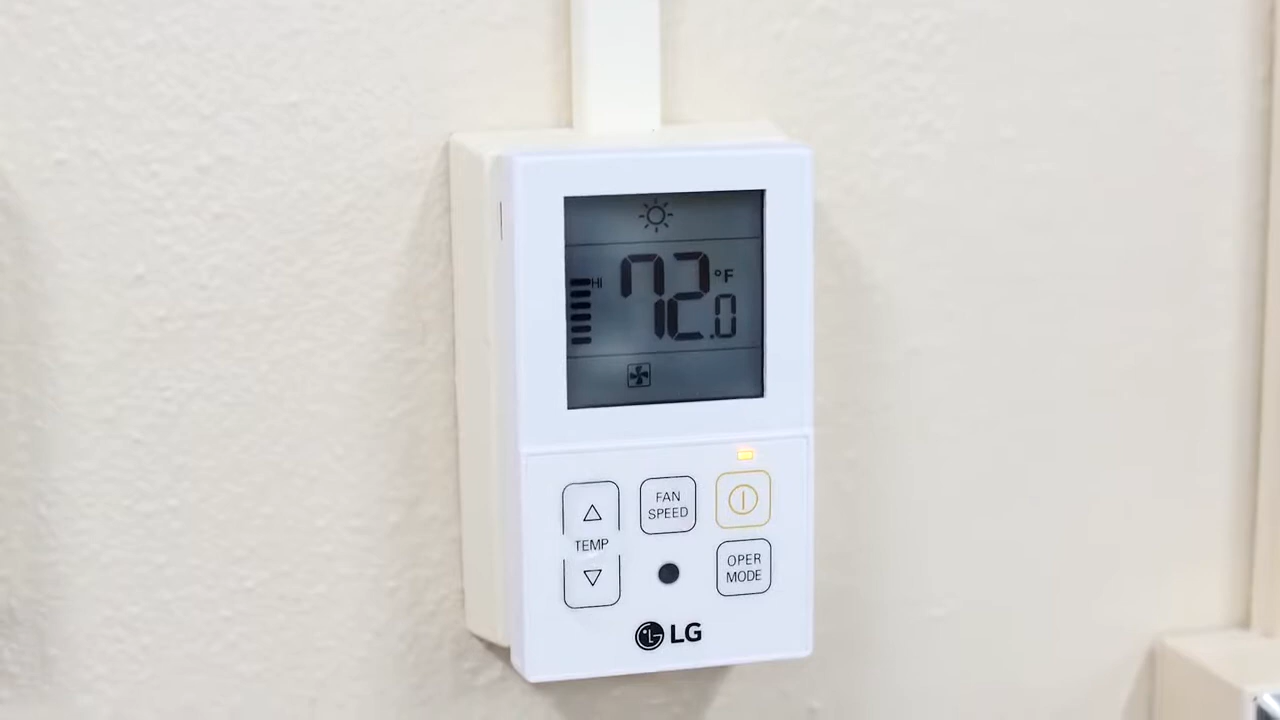 HI
72.0 °F
FAN
SPEED
TEMP
OPER
MODE
LG